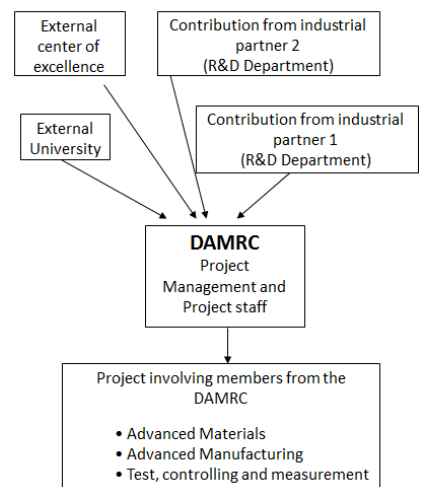 External
center of
excellence
Contribution from industrial
partner 2
(R&D Department)
External
University
Contribution from industrial
partner 1
(R&D Department)
DAMRC
Project
Management and
Project staff
Project involving members from the
DAMRC
• Advanced Materials
• Advanced Manufacturing
• Test, controlling and measurement